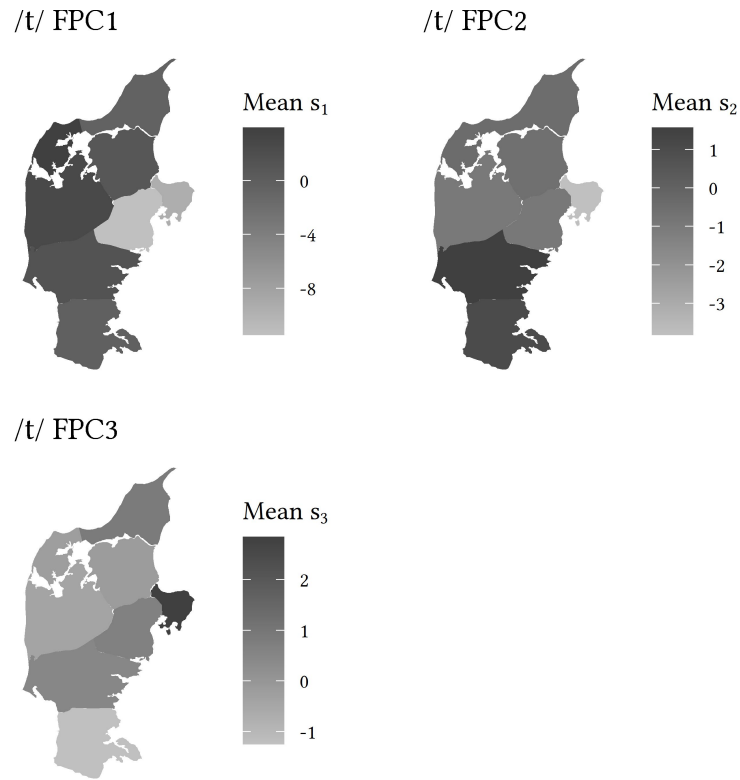 /t/ FPC1
Mean s₁
0
-4
-8
/t/ FPC2
Mean s₂
1
0
-1
-2
-3
/t/ FPC3
Mean s₃
2
1
0
-1